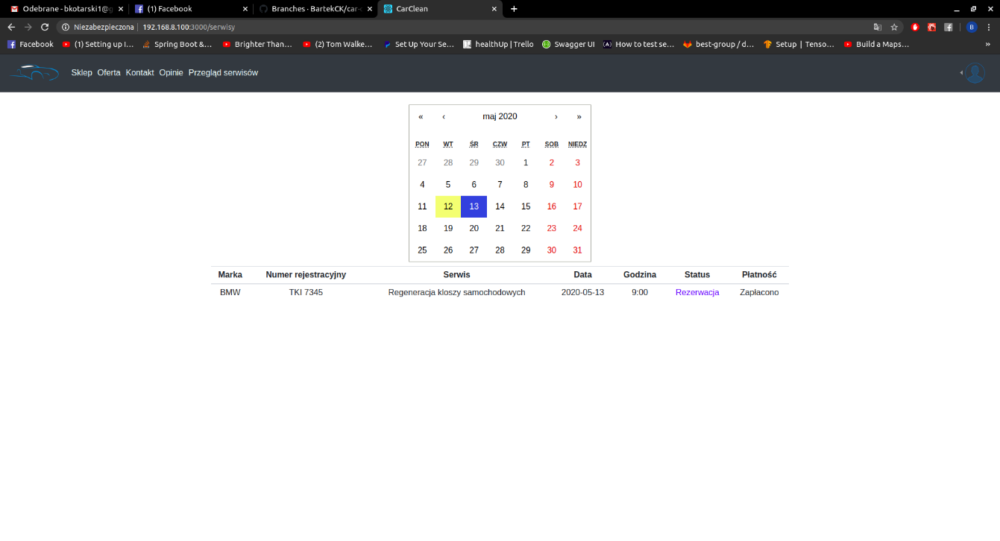 Odebrane - bkotarski1@g
(1) Facebook
Branches · BartekCK/car-c
CarClean
Niezabezpieczona 192.168.8.100:3000/serwisy
B
Facebook (1) Setting up I… Spring Boot &… Brighter Than… (2) Tom Walke… Set Up Your Se… healthUp | Trello Swagger UI How to test se… best-group / d… Setup | Tenso… Build a Maps… »
Sklep Oferta Kontakt Opinie Przegląd serwisów
« ‹ maj 2020 › »
PON WT ŚR CZW PT SOB NIEDZ
27 28 29 30 1 2 3
4 5 6 7 8 9 10
11 12 13 14 15 16 17
18 19 20 21 22 23 24
25 26 27 28 29 30 31
Marka Numer rejestracyjny Serwis Data Godzina Status Płatność
BMW TKI 7345 Regeneracja kloszy samochodowych 2020-05-13 9:00 Rezerwacja Zapłacono